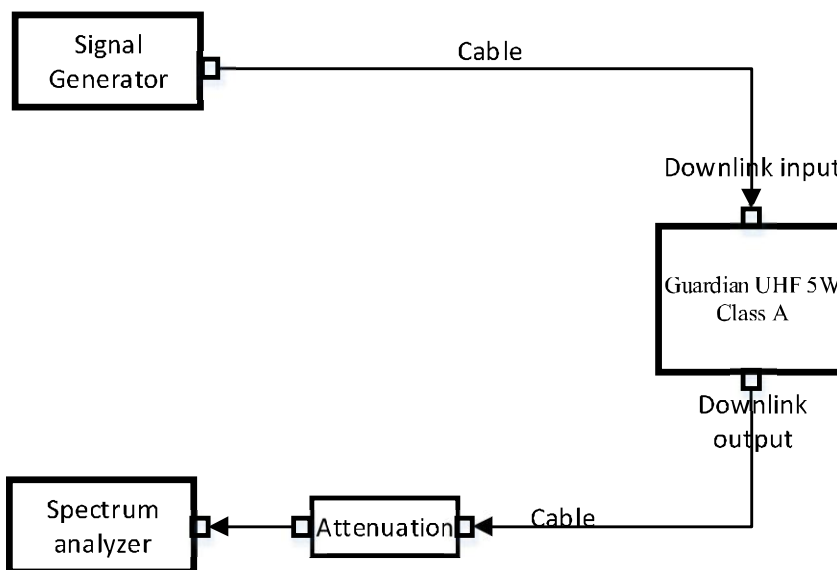 Signal
Generator
Cable
Downlink input
Guardian UHF 5W
Class A
Downlink
output
Cable
Attenuation
Spectrum
analyzer